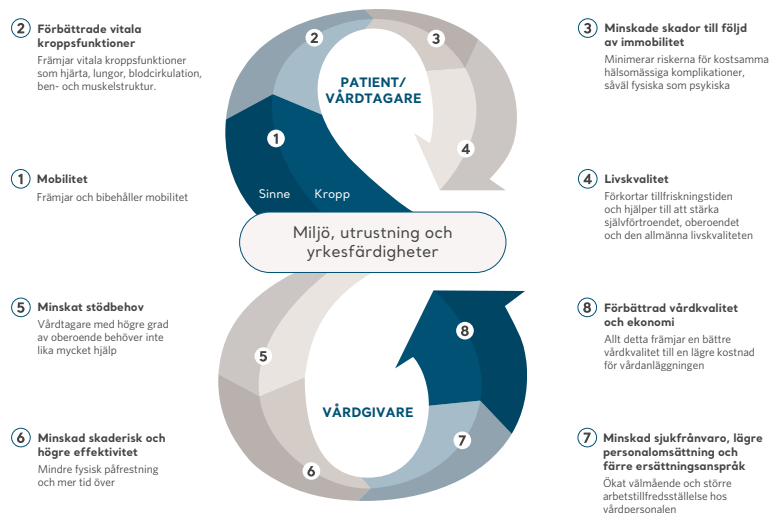 2 Förbättrade vitala
kroppsfunktioner
Främjar vitala kroppsfunktioner
som hjärta, lungor, blodcirkulation,
ben- och muskelstruktur.
1 Mobilitet
Främjar och bibehåller mobilitet
2
3
PATIENT/
VÅRDTAGARE
1
4
Sinne Kropp
3 Minskade skador till följd
av immobilitet
Minimerar riskerna för kostsamma
hälsomässiga komplikationer,
såväl fysiska som psykiska
4 Livskvalitet
Förkortar tillfriskningstiden
och hjälper till att stärka
självförtroendet, oberoendet
och den allmänna livskvaliteten
Miljö, utrustning och
yrkesfärdigheter
5 Minskat stödbehov
Vårdtagare med högre grad
av oberoende behöver inte
lika mycket hjälp
6 Minskad skaderisk och
högre effektivitet
Mindre fysisk påfrestning
och mer tid över
8
5
VÅRDGIVARE
7
6
8 Förbättrad vårdkvalitet
och ekonomi
Allt detta främjar en bättre
vårdkvalitet till en lägre kostnad
för vårdanläggningen
7 Minskad sjukfrånvaro, lägre
personalomsättning och
färre ersättningsanspråk
Ökat välmående och större
arbetstillfredsställelse hos
vårdpersonalen